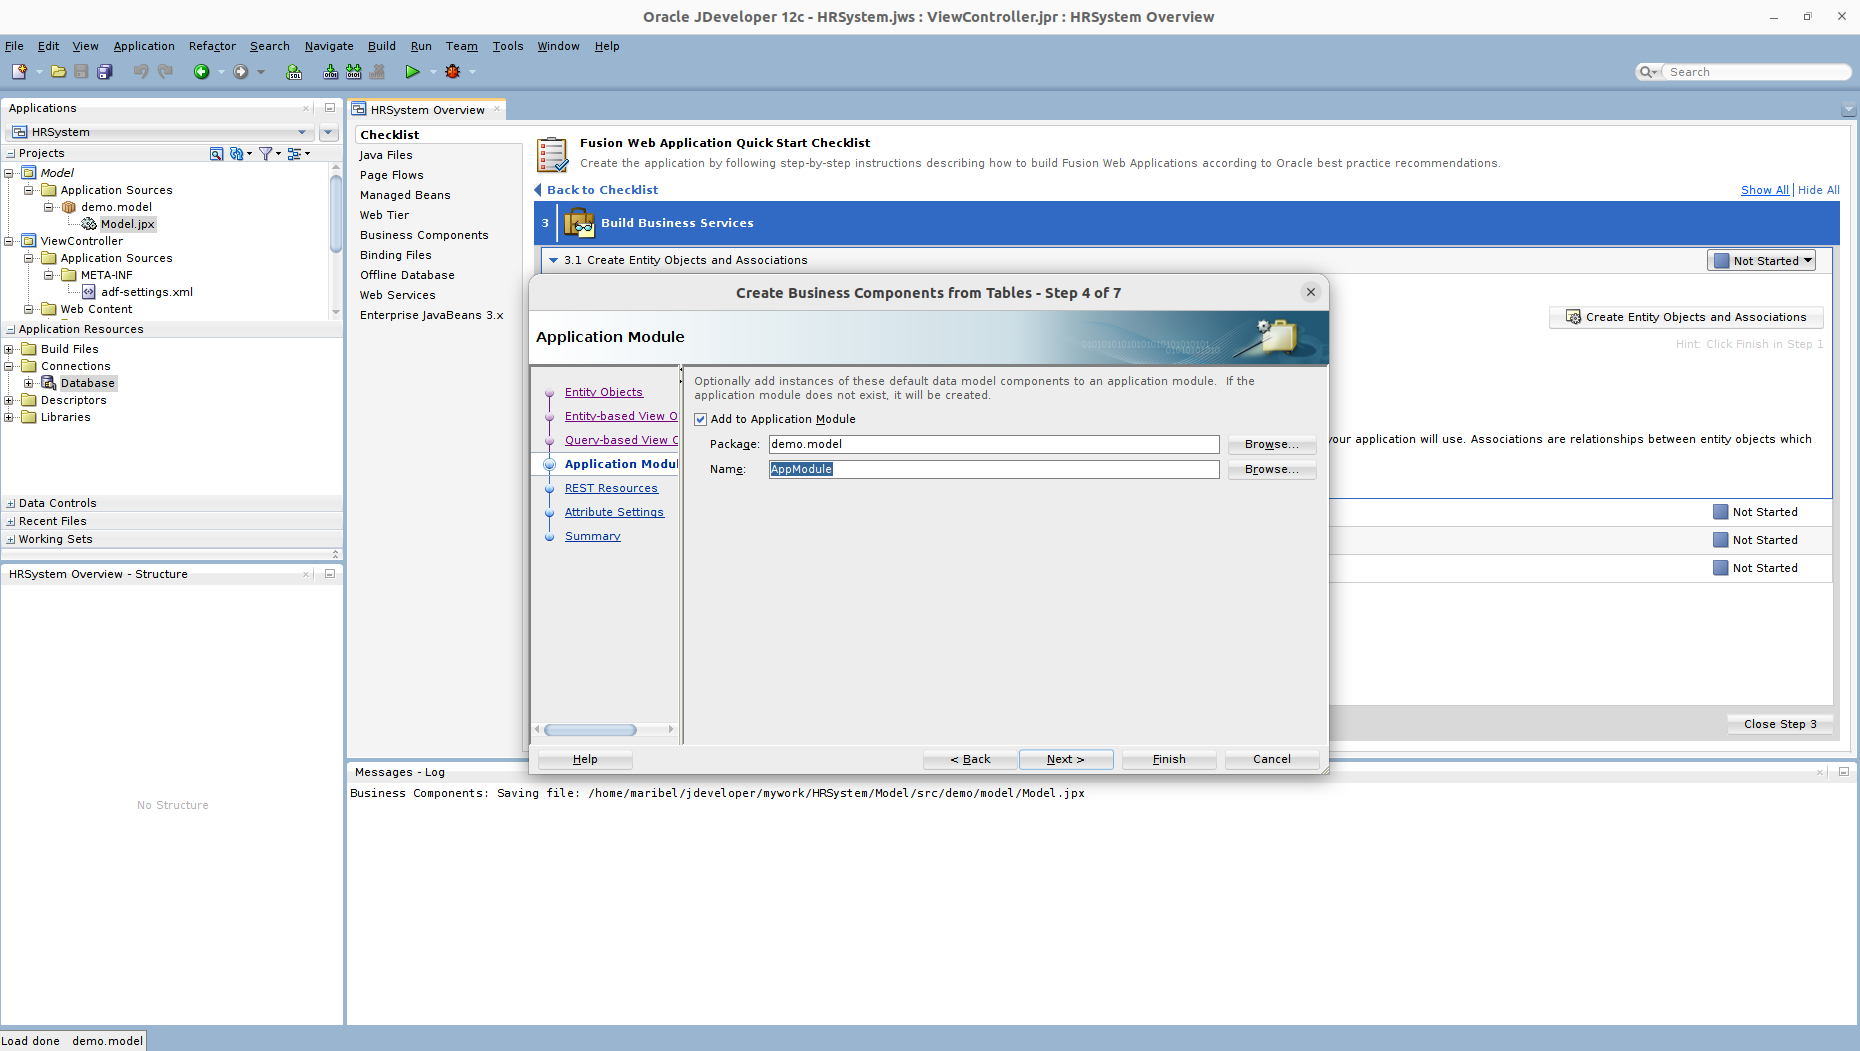 Oracle JDeveloper 12c - HRSystem.jws : ViewController.jpr : HRSystem Overview
File Edit View Application Refactor Search Navigate Build Run Team Tools Window Help
Search
Applications
HRSystem
Projects
Model
Application Sources
demo.model
Model.jpx
ViewController
Application Sources
META-INF
adf-settings.xml
Web Content
Application Resources
Build Files
Connections
Database
Descriptors
Libraries
Data Controls
Recent Files
Working Sets
HRSystem Overview - Structure
No Structure
HRSystem Overview
Checklist
Java Files
Page Flows
Managed Beans
Web Tier
Business Components
Binding Files
Offline Database
Web Services
Enterprise JavaBeans 3.x
Fusion Web Application Quick Start Checklist
Create the application by following step-by-step instructions describing how to build Fusion Web Applications according to Oracle best practice recommendations.
Back to Checklist
Show All Hide All
3 Build Business Services
3.1 Create Entity Objects and Associations
Not Started
Create Entity Objects and Associations
Hint: Click Finish in Step 1
your application will use. Associations are relationships between entity objects which
Not Started
Not Started
Not Started
Close Step 3
Create Business Components from Tables - Step 4 of 7
Application Module
Entity Objects
Entity-based View O
Query-based View C
Application Modul
REST Resources
Attribute Settings
Summary
Optionally add instances of these default data model components to an application module. If the
application module does not exist, it will be created.
Add to Application Module
Package: demo.model Browse...
Name: AppModule Browse...
Help < Back Next > Finish Cancel
Messages - Log
Business Components: Saving file: /home/maribel/jdeveloper/mywork/HRSystem/Model/src/demo/model/Model.jpx
Load done demo.model